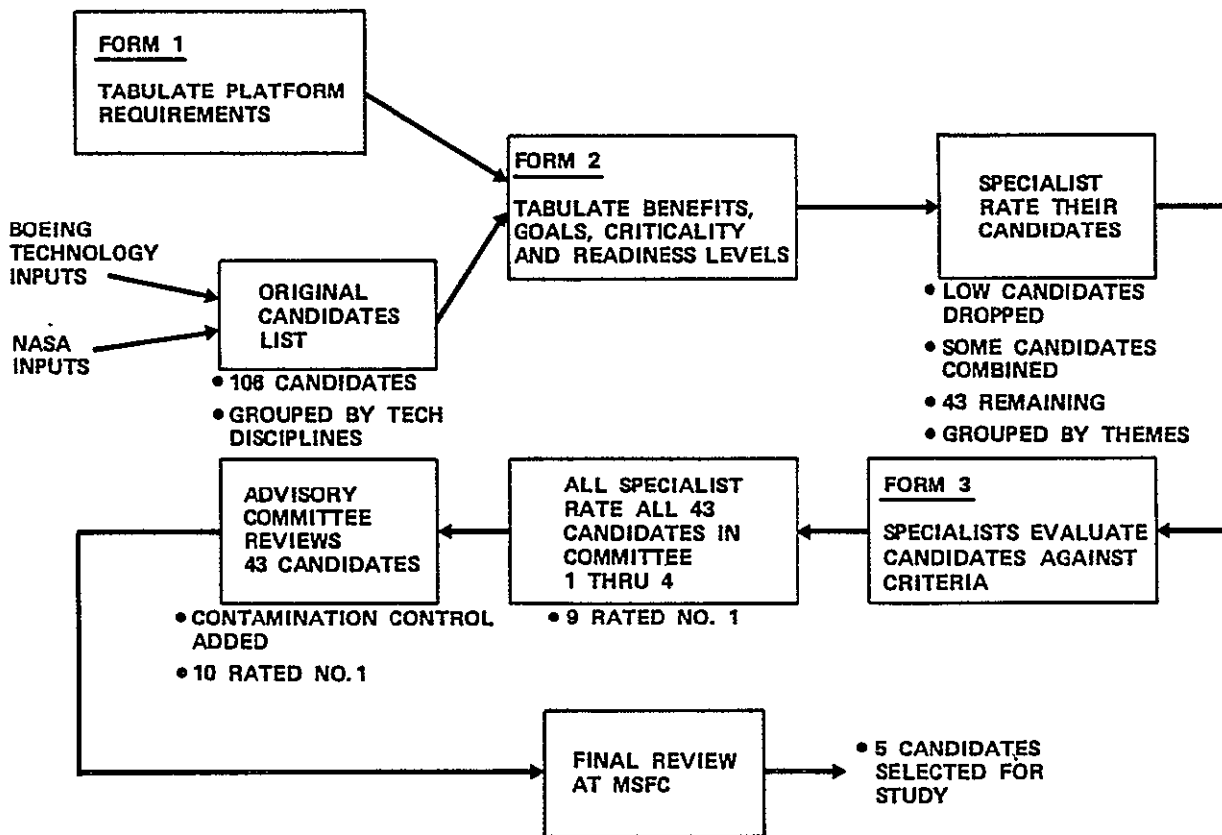 FORM 1
TABULATE PLATFORM
REQUIREMENTS
FORM 2
TABULATE BENEFITS,
GOALS, CRITICALITY
AND READINESS LEVELS
SPECIALIST
RATE THEIR
CANDIDATES
BOEING
TECHNOLOGY
INPUTS
NASA
INPUTS
ORIGINAL
CANDIDATES
LIST
• 106 CANDIDATES
• GROUPED BY TECH
DISCIPLINES
• LOW CANDIDATES
DROPPED
• SOME CANDIDATES
COMBINED
• 43 REMAINING
• GROUPED BY THEMES
ADVISORY
COMMITTEE
REVIEWS
43 CANDIDATES
• CONTAMINATION CONTROL
ADDED
• 10 RATED NO. 1
ALL SPECIALIST
RATE ALL 43
CANDIDATES IN
COMMITTEE
1 THRU 4
• 9 RATED NO. 1
FORM 3
SPECIALISTS EVALUATE
CANDIDATES AGAINST
CRITERIA
FINAL REVIEW
AT MSFC
• 5 CANDIDATES
SELECTED FOR
STUDY